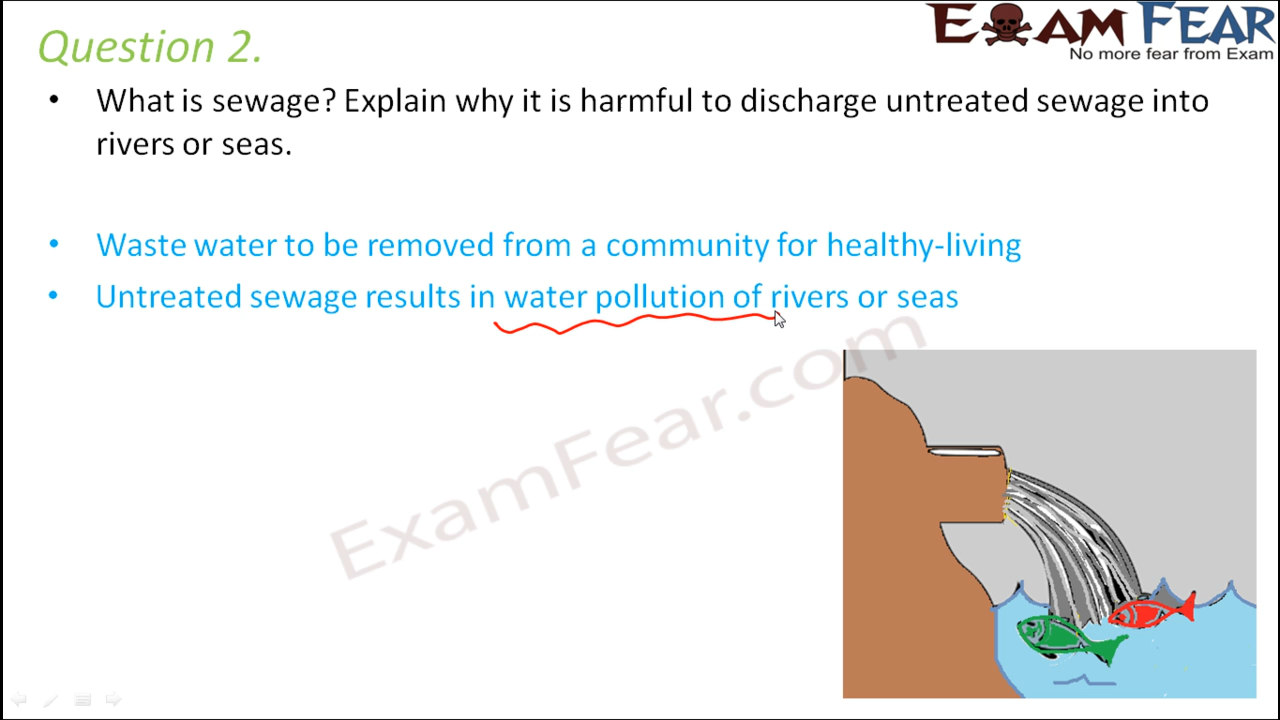 Question 2.
EXAM FEAR
No more fear from Exam
• What is sewage? Explain why it is harmful to discharge untreated sewage into
rivers or seas.
• Waste water to be removed from a community for healthy-living
• Untreated sewage results in water pollution of rivers or seas
ExamFear.com